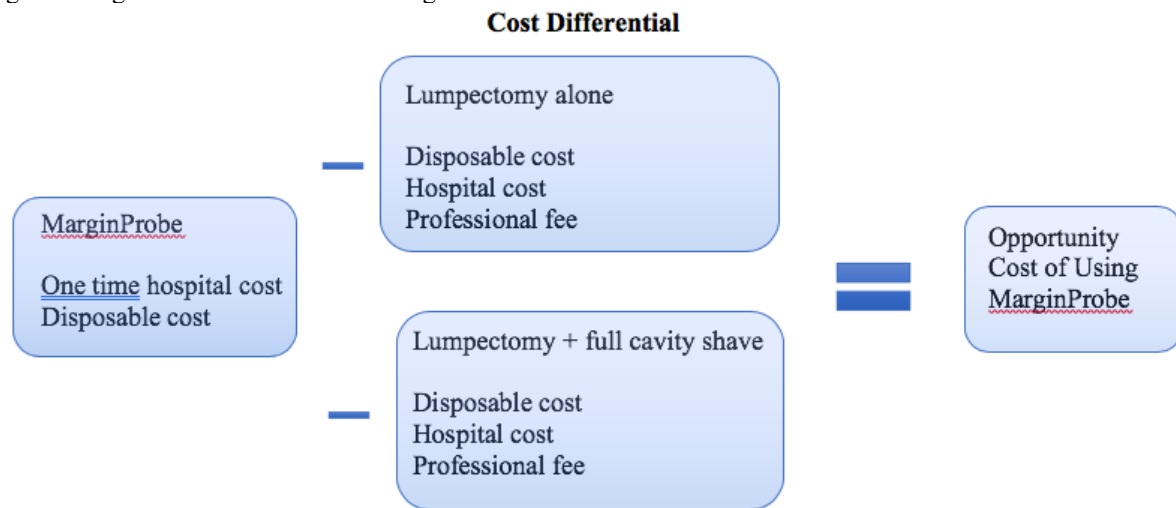 Cost Differential
Lumpectomy alone
Disposable cost
Hospital cost
Professional fee
MarginProbe
One time hospital cost
Disposable cost
Lumpectomy + full cavity shave
Disposable cost
Hospital cost
Professional fee
Opportunity
Cost of Using
MarginProbe